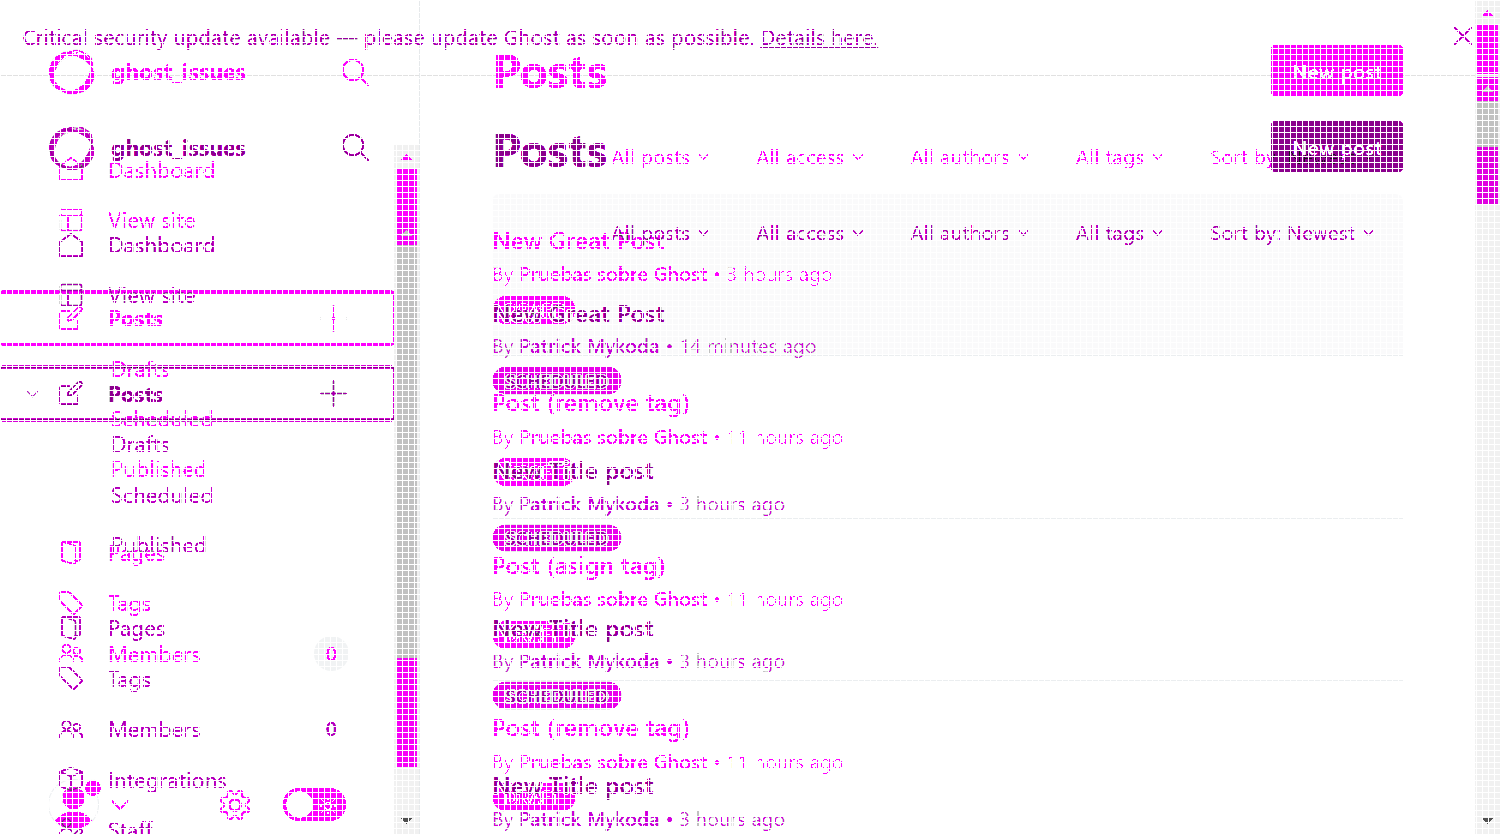 Critical security update available — please update Ghost as soon as possible. Details here.
ghost_issues
Posts
New post
ghost_issues
Posts
New post
All posts
All access
All authors
All tags
Sort by
Dashboard
View site
Dashboard
All posts
All access
All authors
All tags
Sort by: Newest
New Great Post
By Pruebas sobre Ghost • 3 hours ago
View site
Posts
New Great Post
By Patrick Mykoda • 14 minutes ago
Drafts
Posts
SCHEDULED
Post (remove tag)
Scheduled
Drafts
By Pruebas sobre Ghost • 11 hours ago
Published
New Title post
Scheduled
By Patrick Mykoda • 3 hours ago
Published
SCHEDULED
Pages
Post (asign tag)
Tags
By Pruebas sobre Ghost • 11 hours ago
Pages
New Title post
Members
0
By Patrick Mykoda • 3 hours ago
Tags
SCHEDULED
Members
0
Post (remove tag)
By Pruebas sobre Ghost • 11 hours ago
Integrations
New Title post
By Patrick Mykoda • 3 hours ago
Staff